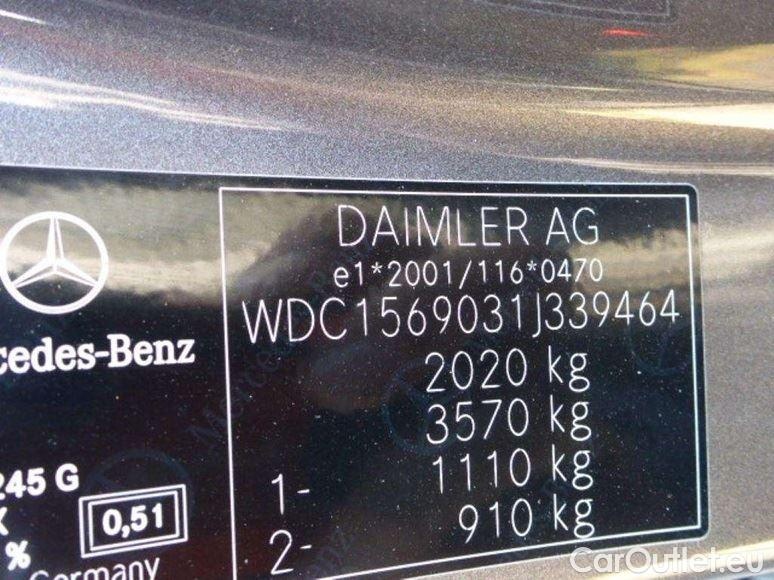 DAIMLER AG
e1*2001/116*0470
WDC1569031J339464
2020 kg
3570 kg
1- 1110 kg
2- 910 kg
cedes-Benz
245 G
0,51
%
Germany
CarOutlet.eu